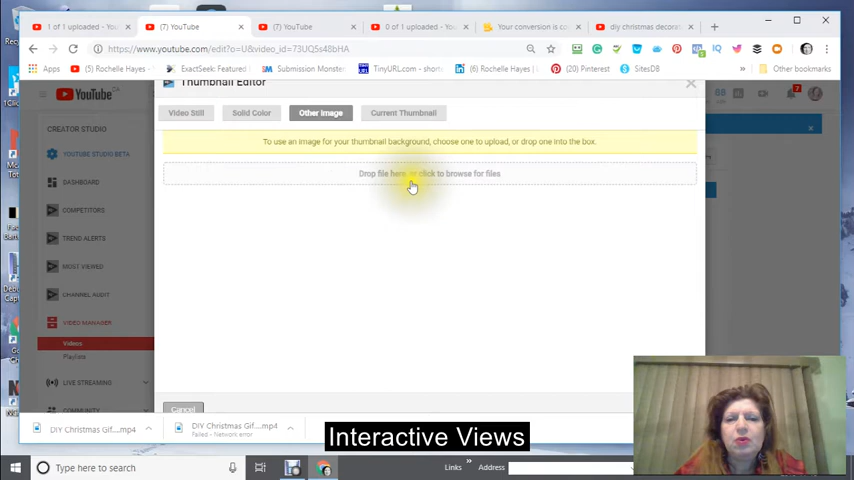 1 of 1 uploaded - You
(7) YouTube
(7) YouTube
0 of 1 uploaded - You
Your conversion is co
diy christmas decorat
https://www.youtube.com/edit?o=U&video_id=73UQ5s48bHA
Apps
(5) Rochelle Hayes -
ExactSeek: Featured
Submission Monster
TinyURL.com - short
(6) Rochelle Hayes |
(20) Pinterest
SitesDB
Other bookmarks
YouTube CA
Thumbnail Editor
Video Still
Solid Color
Other Image
Current Thumbnail
CREATOR STUDIO
To use an image for your thumbnail background, choose one to upload, or drop one into the box.
YOUTUBE STUDIO BETA
Drop file here, or click to browse for files
DASHBOARD
COMPETITORS
TREND ALERTS
MOST VIEWED
CHANNEL AUDIT
VIDEO MANAGER
Videos
Playlists
LIVE STREAMING
COMMUNITY
Cancel
DIY Christmas Gif....mp4
DIY Christmas Gif....mp4
Failed - Network error
Interactive Views
Type here to search
Links
Address